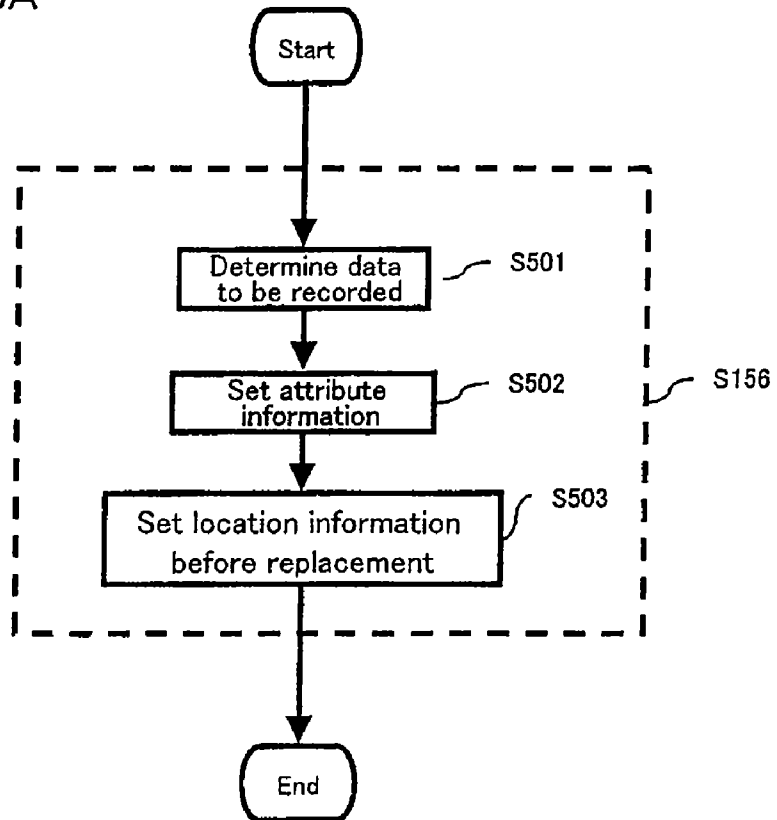 Start
Determine data
to be recorded
S501
Set attribute
information
S502
S156
Set location information
before replacement
S503
End